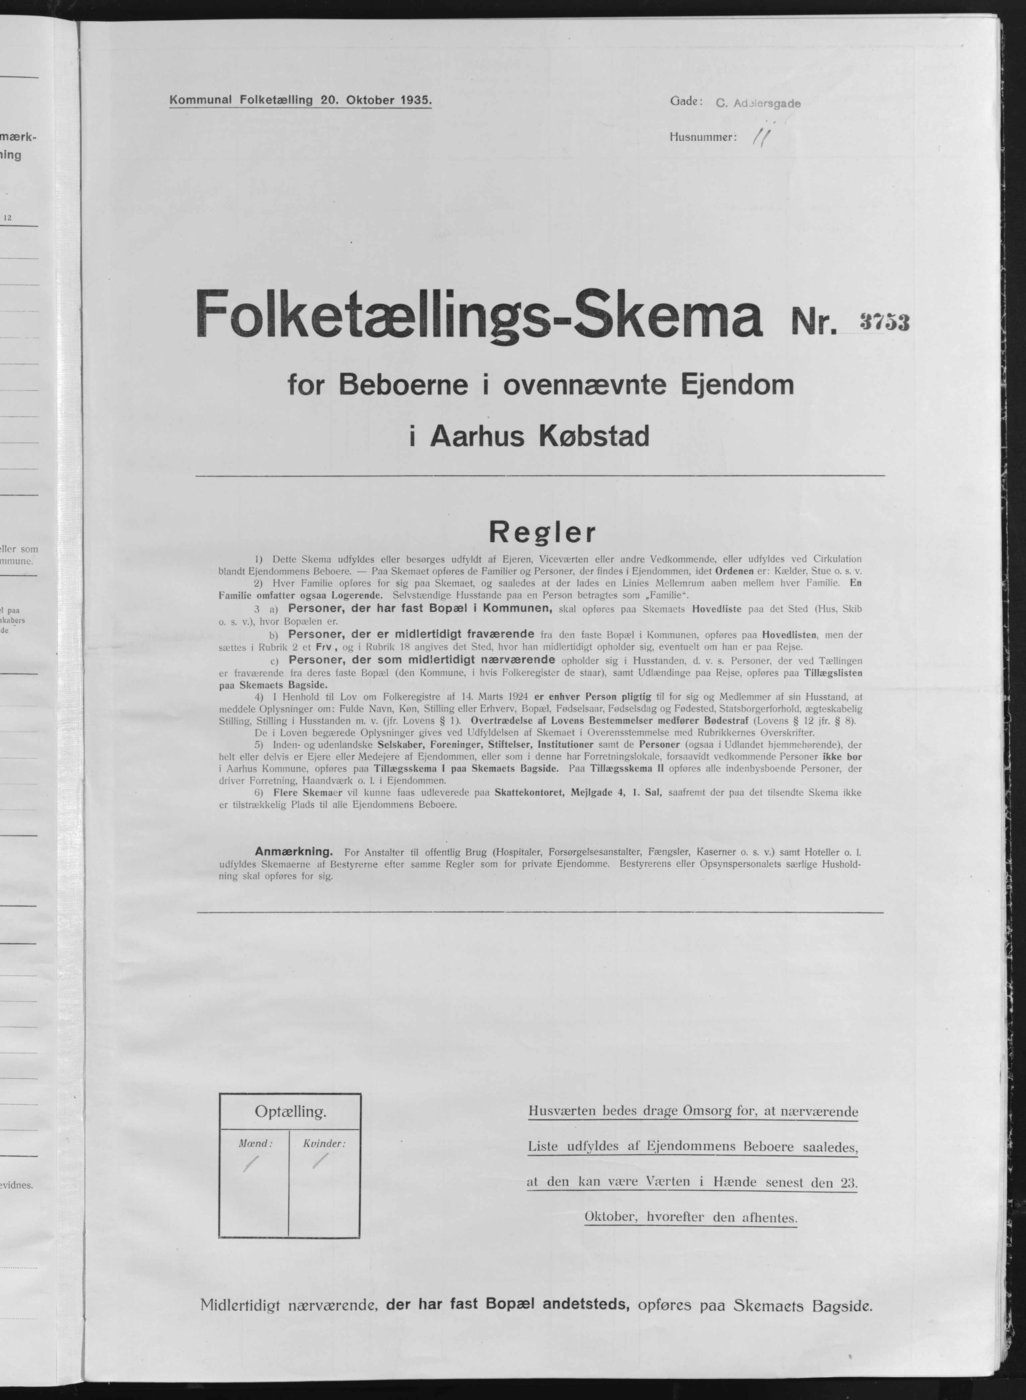 mærk-
ning
12
eller som
mmune.
l paa
skabers
de
evidnes.
Kommunal Folketælling 20. Oktober 1935.
Gade: C. Adelersgade
Husnummer: 11
Folketællings-Skema Nr. 3753
for Beboerne i ovennævnte Ejendom
i Aarhus Købstad
Regler
1) Dette Skema udfyldes eller besørges udfyldt af Ejeren, Viceværten eller andre Vedkommende, eller udfyldes ved Cirkulation
blandt Ejendommens Beboere. — Paa Skemaet opføres de Familier og Personer, der findes i Ejendommen, idet Ordenen er: Kælder, Stue o. s. v.
2) Hver Familie opføres for sig paa Skemaet, og saaledes at der lades en Linies Mellemrum aaben mellem hver Familie. En
Familie omfatter ogsaa Logerende. Selvstændige Husstande paa en Person betragtes som „Familie“.
3 a) Personer, der har fast Bopæl i Kommunen, skal opføres paa Skemaets Hovedliste paa det Sted (Hus, Skib
o. s. v.), hvor Bopælen er.
b) Personer, der er midlertidigt fraværende fra den faste Bopæl i Kommunen, opføres paa Hovedlisten, men der
sættes i Rubrik 2 et Frv., og i Rubrik 18 angives det Sted, hvor han midlertidigt opholder sig, eventuelt om han er paa Rejse.
c) Personer, der som midlertidigt nærværende opholder sig i Husstanden, d. v. s. Personer, der ved Tællingen
er fraværende fra deres faste Bopæl (den Kommune, i hvis Folkeregister de staar), samt Udlændinge paa Rejse, opføres paa Tillægslisten
paa Skemaets Bagside.
4) I Henhold til Lov om Folkeregistre af 14. Marts 1924 er enhver Person pligtig til for sig og Medlemmer af sin Husstand, at
meddele Oplysninger om: Fulde Navn, Køn, Stilling eller Erhverv, Bopæl, Fødselsaar, Fødselsdag og Fødested, Statsborgerforhold, ægteskabelig
Stilling, Stilling i Husstanden m. v. (jfr. Lovens § 1). Overtrædelse af Lovens Bestemmelser medfører Bødestraf (Lovens § 12 jfr. § 8).
De i Loven begærede Oplysninger gives ved Udfyldelsen af Skemaet i Overensstemmelse med Rubrikkernes Overskrifter.
5) Inden- og udenlandske Selskaber, Foreninger, Stiftelser, Institutioner samt de Personer (ogsaa i Udlandet hjemmehørende), der
helt eller delvis er Ejere eller Medejere af Ejendommen, eller som i denne har Forretningslokale, forsaavidt vedkommende Personer ikke bor
i Aarhus Kommune, opføres paa Tillægsskema I paa Skemaets Bagside. Paa Tillægsskema II opføres alle indenbysboende Personer, der
driver Forretning, Haandværk o. l. i Ejendommen.
6) Flere Skemaer vil kunne faas udleverede paa Skattekontoret, Mejlgade 4, 1. Sal, saafremt der paa det tilsendte Skema ikke
er tilstrækkelig Plads til alle Ejendommens Beboere.
Anmærkning. For Anstalter til offentlig Brug (Hospitaler, Forsørgelsesanstalter, Fængsler, Kaserner o. s. v.) samt Hoteller o. l.
udfyldes Skemaerne af Bestyrerne efter samme Regler som for private Ejendomme. Bestyrerens eller Opsynspersonalets særlige Hushold-
ning skal opføres for sig.
Optælling.
Mænd: Kvinder:
1 1
Husværten bedes drage Omsorg for, at nærværende
Liste udfyldes af Ejendommens Beboere saaledes,
at den kan være Værten i Hænde senest den 23.
Oktober, hvorefter den afhentes.
Midlertidigt nærværende, der har fast Bopæl andetsteds, opføres paa Skemaets Bagside.